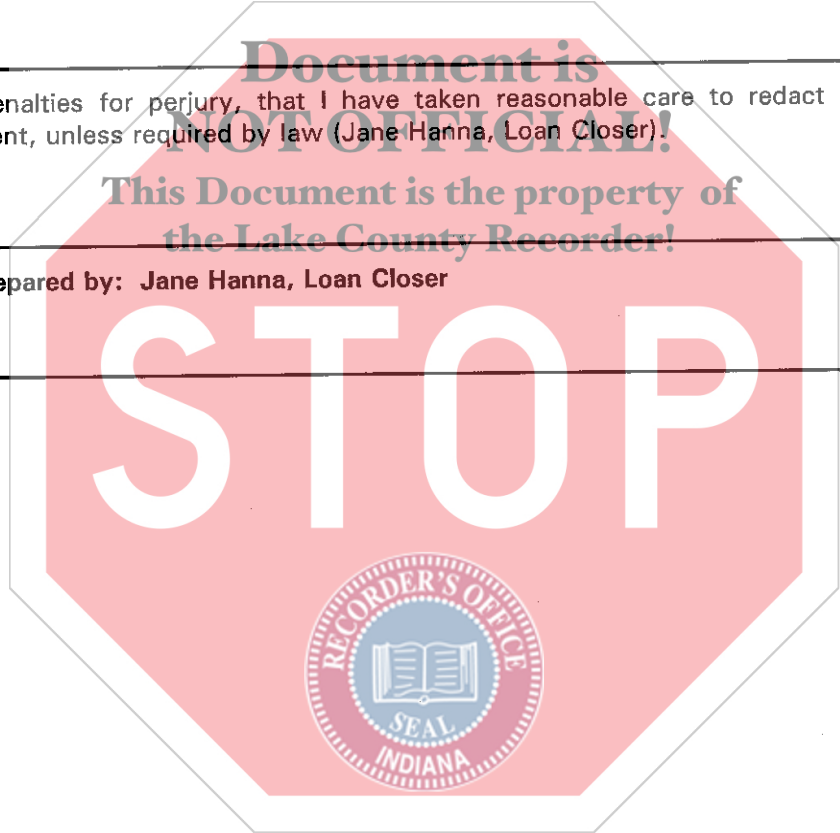 Document is
enalties for perjury, that I have taken reasonable care to redact
ent, unless required by law (Jane Hanna, Loan Closer).
NOT OFFICIAL!
This Document is the property of
the Lake County Recorder!
epared by: Jane Hanna, Loan Closer
STOP
RECORDER'S OFFICE
SEAL
INDIANA